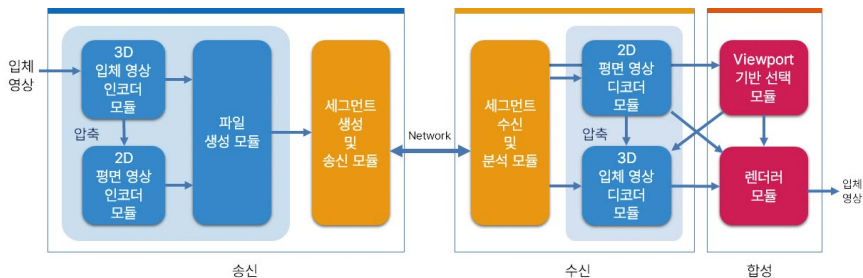 입체
영상
3D
입체 영상
인코더
모듈
압축
2D
평면 영상
인코더
모듈
파일
생성 모듈
세그먼트
생성
및
송신 모듈
Network
세그먼트
수신
및
분석 모듈
2D
평면 영상
디코더
모듈
압축
3D
입체 영상
디코더
모듈
Viewport
기반 선택
모듈
렌더러
모듈
입체
영상
송신
수신
합성